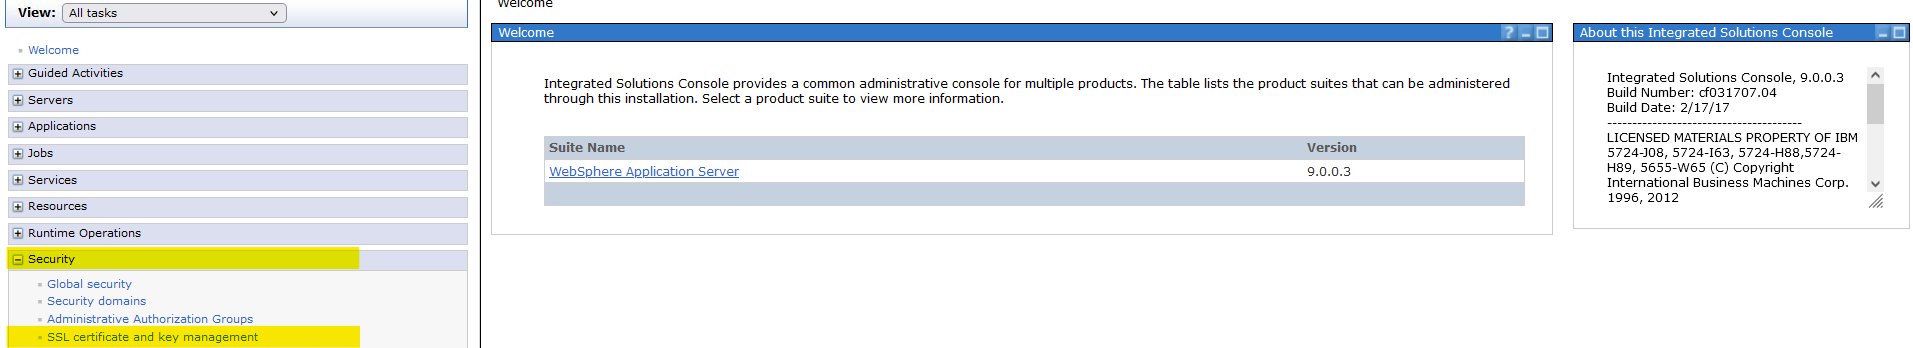 View: All tasks
Welcome
Guided Activities
Servers
Applications
Jobs
Services
Resources
Runtime Operations
Security
Global security
Security domains
Administrative Authorization Groups
SSL certificate and key management
Welcome
Welcome
?
Integrated Solutions Console provides a common administrative console for multiple products. The table lists the product suites that can be administered
through this installation. Select a product suite to view more information.
Suite Name Version
WebSphere Application Server 9.0.0.3
About this Integrated Solutions Console
Integrated Solutions Console, 9.0.0.3
Build Number: cf031707.04
Build Date: 2/17/17
---------------------------------------
LICENSED MATERIALS PROPERTY OF IBM
5724-J08, 5724-I63, 5724-H88,5724-
H89, 5655-W65 (C) Copyright
International Business Machines Corp.
1996, 2012